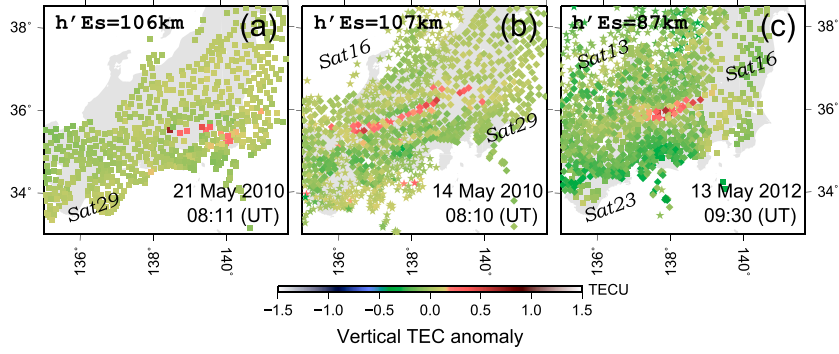 h’Es=106km
(a)
Sat29
21 May 2010
08:11 (UT)
h’Es=107km
(b)
Sat16
Sat29
14 May 2010
08:10 (UT)
h’Es=87km
(c)
Sat13
Sat16
Sat23
13 May 2012
09:30 (UT)
38˚
36˚
34˚
38˚
36˚
34˚
136˚
138˚
140˚
136˚
138˚
140˚
136˚
138˚
140˚
−1.5 −1.0 −0.5 0.0 0.5 1.0 1.5
TECU
Vertical TEC anomaly